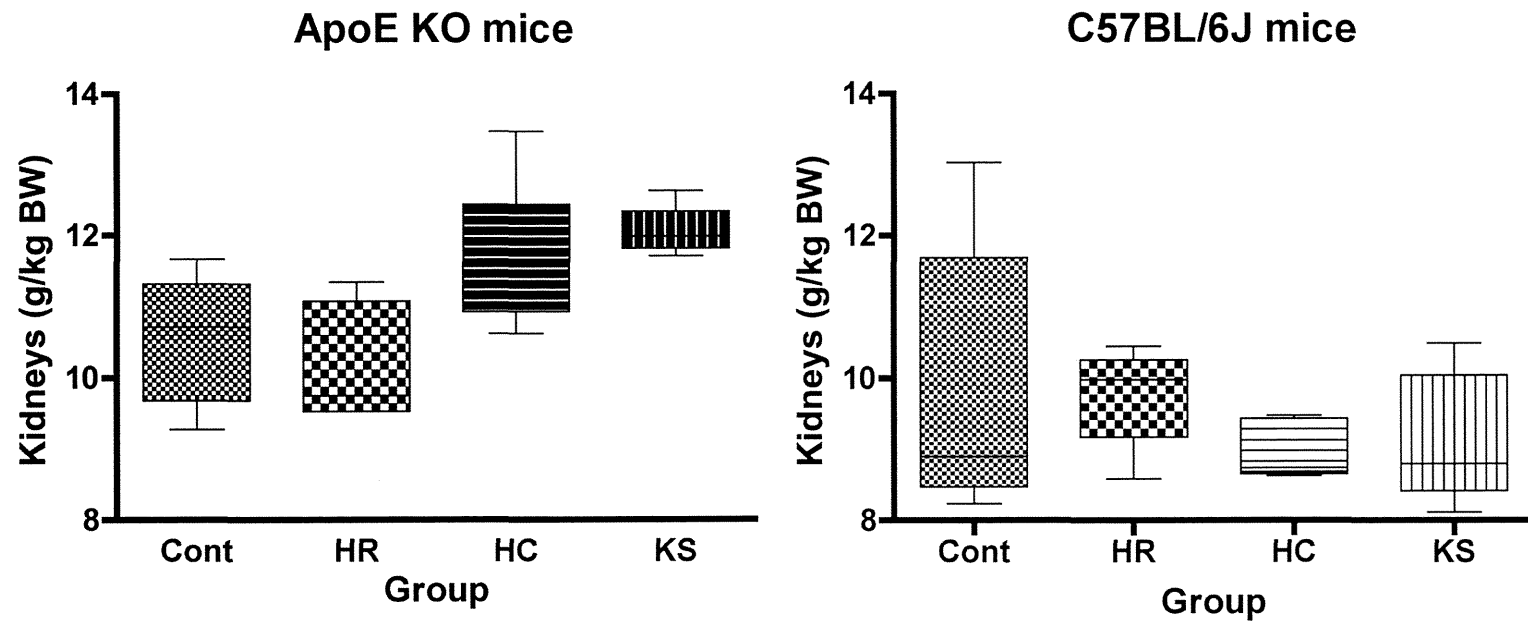 ApoE KO mice
Kidneys (g/kg BW)
14
12
10
8
Cont HR HC KS
Group
C57BL/6J mice
Kidneys (g/kg BW)
14
12
10
8
Cont HR HC KS
Group